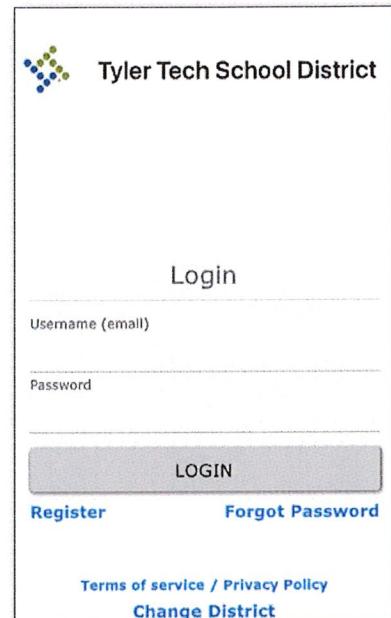 Tyler Tech School District
Login
Username (email)
Password
LOGIN
Register Forgot Password
Terms of service / Privacy Policy
Change District